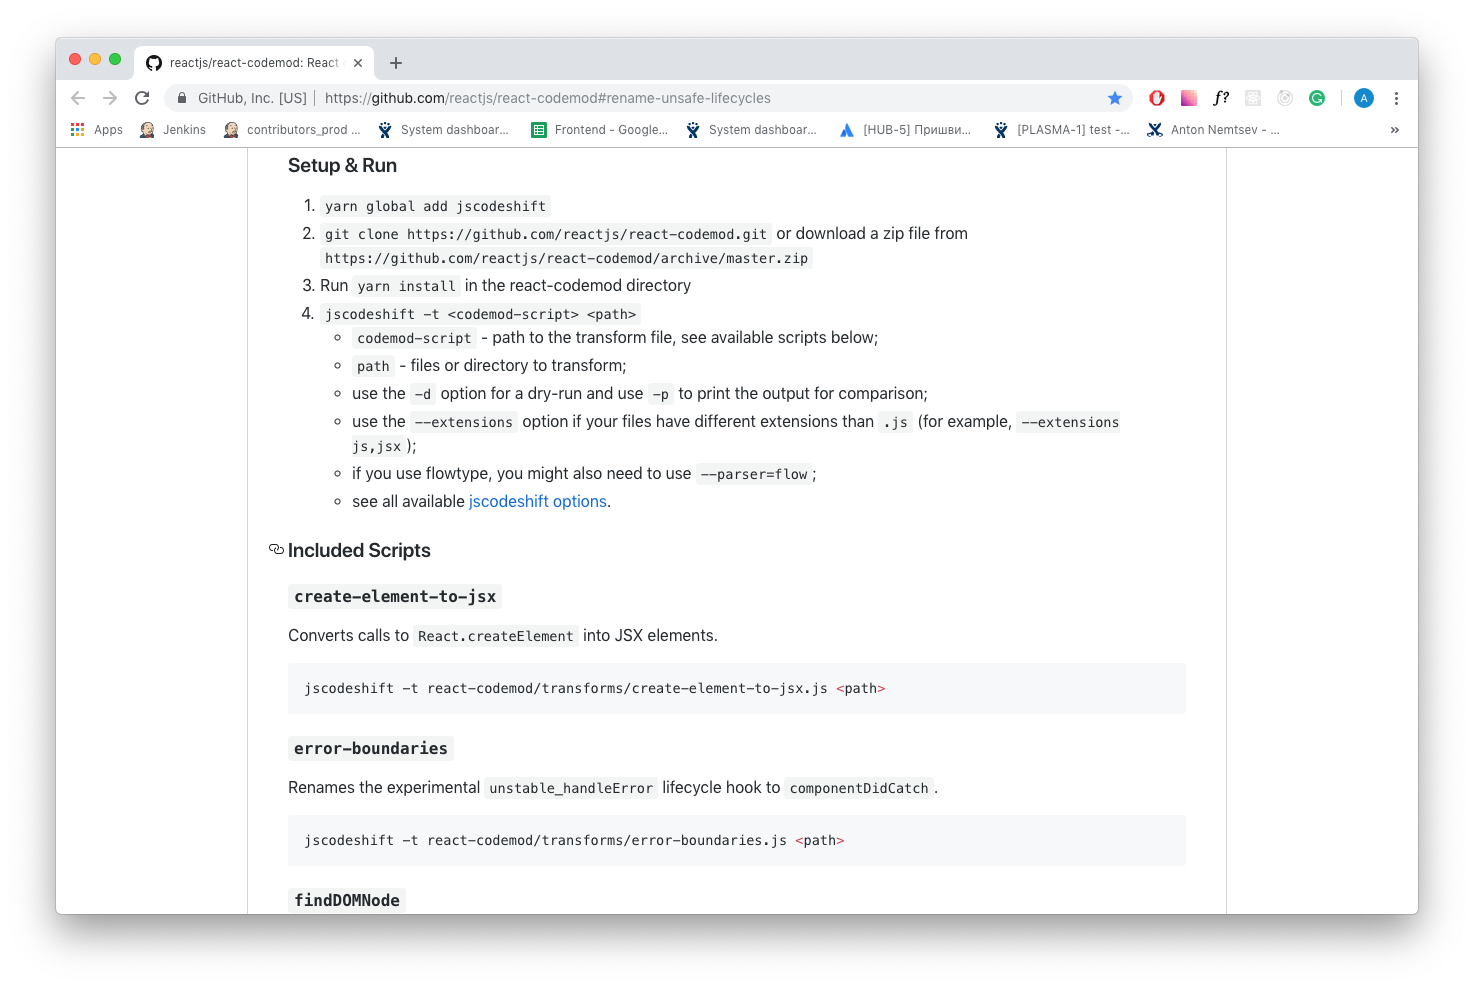 reactjs/react-codemod: React
GitHub, Inc. [US] | https://github.com/reactjs/react-codemod#rename-unsafe-lifecycles
f?
A
Apps
Jenkins
contributors_prod ...
System dashboar...
Frontend - Google...
System dashboar...
[HUB-5] Пришви...
[PLASMA-1] test -...
Anton Nemtsev - ...
»
Setup & Run
1. yarn global add jscodeshift
2. git clone https://github.com/reactjs/react-codemod.git or download a zip file from
https://github.com/reactjs/react-codemod/archive/master.zip
3. Run yarn install in the react-codemod directory
4. jscodeshift -t <codemod-script> <path>
codemod-script - path to the transform file, see available scripts below;
path - files or directory to transform;
use the -d option for a dry-run and use -p to print the output for comparison;
use the --extensions option if your files have different extensions than .js (for example, --extensions
js,jsx );
if you use flowtype, you might also need to use --parser=flow ;
see all available jscodeshift options.
Included Scripts
create-element-to-jsx
Converts calls to React.createElement into JSX elements.
jscodeshift -t react-codemod/transforms/create-element-to-jsx.js <path>
error-boundaries
Renames the experimental unstable_handleError lifecycle hook to componentDidCatch .
jscodeshift -t react-codemod/transforms/error-boundaries.js <path>
findDOMNode